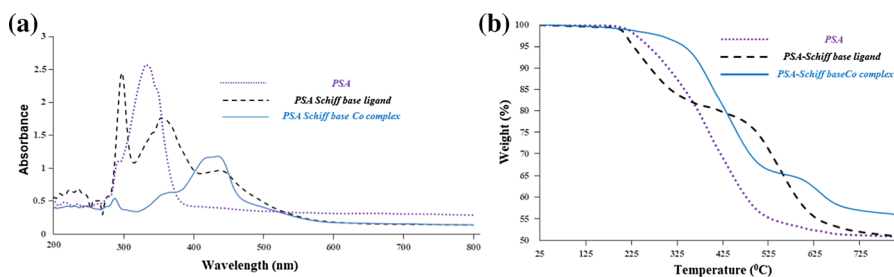 (a)
3
2.5
2
1.5
1
0.5
0
Absorbance
200 300 400 500 600 700 800
Wavelength (nm)
PSA
PSA Schiff base ligand
PSA Schiff base Co complex
(b)
100
95
90
85
80
75
70
65
60
55
50
Weight (%)
25 125 225 325 425 525 625 725
Temperature (⁰C)
PSA
PSA-Schiff base ligand
PSA-Schiff baseCo complex